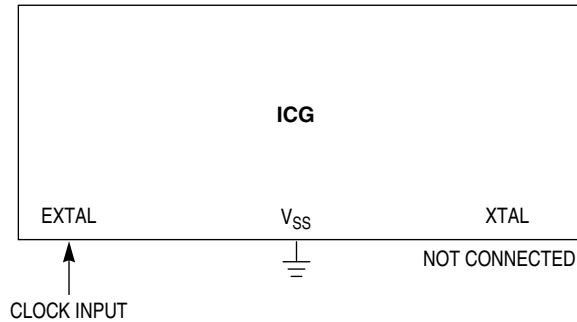 ICG
EXTAL
VSS
XTAL
NOT CONNECTED
CLOCK INPUT